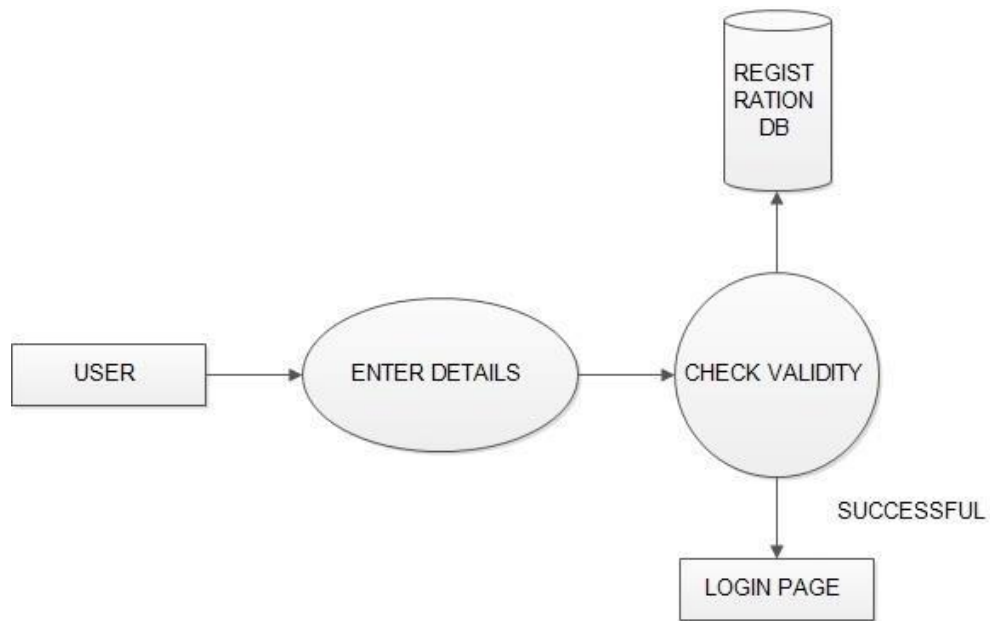 REGIST
RATION
DB
USER
ENTER DETAILS
CHECK VALIDITY
SUCCESSFUL
LOGIN PAGE